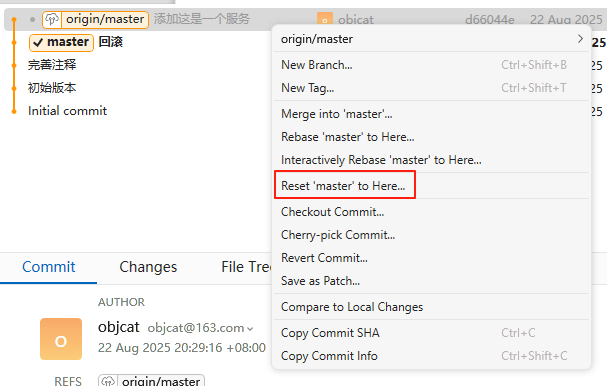 origin/master 添加这是一个服务 objcat d66044e 22 Aug 2025
master 回滚
完善注释
初始版本
Initial commit
origin/master
New Branch... Ctrl+Shift+B
New Tag... Ctrl+Shift+T
Merge into 'master'...
Rebase 'master' to Here...
Interactively Rebase 'master' to Here...
Reset 'master' to Here...
Checkout Commit...
Cherry-pick Commit...
Revert Commit...
Save as Patch...
Compare to Local Changes
Copy Commit SHA Ctrl+C
Copy Commit Info Ctrl+Shift+C
25
25
25
25
Commit Changes File Tree
AUTHOR
O
objcat objcat@163.com
22 Aug 2025 20:29:16 +08:00
REFS origin/master